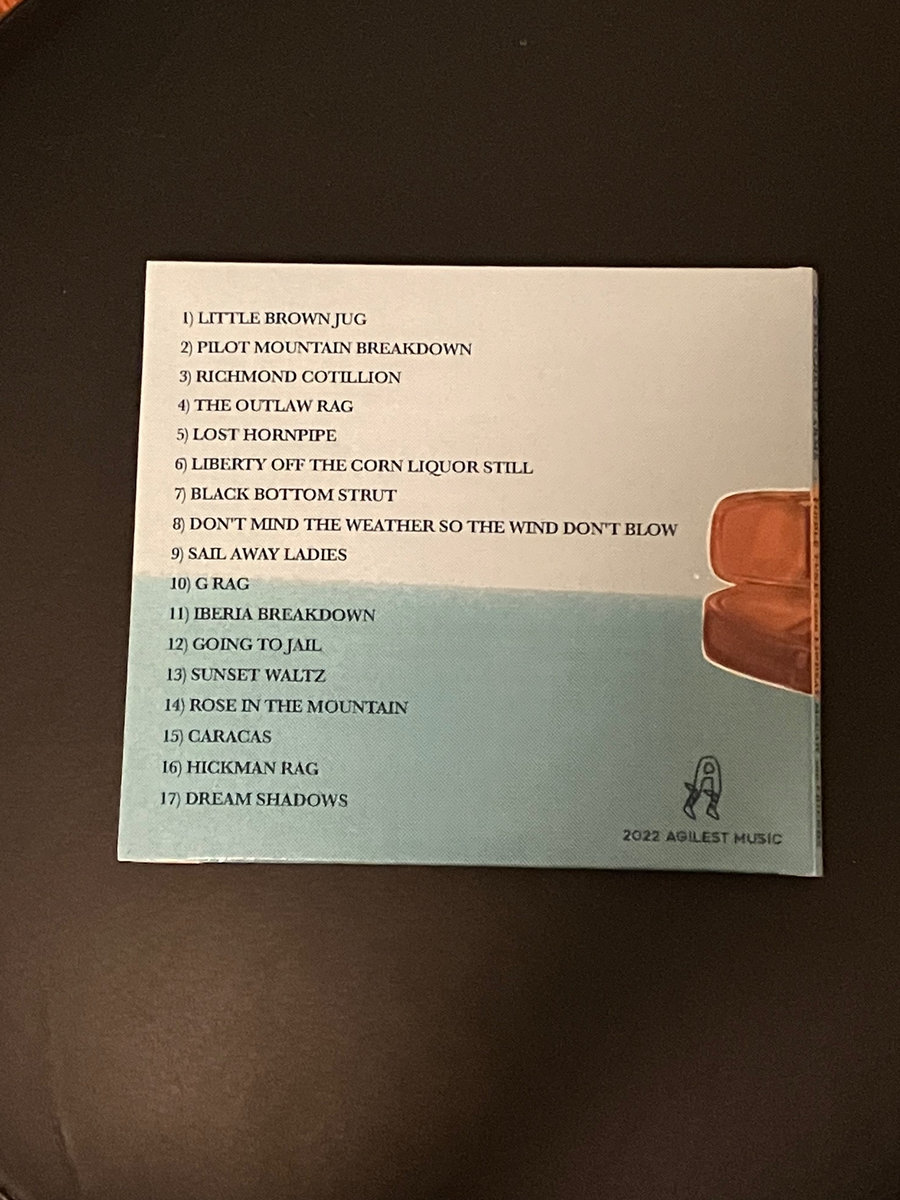 1) LITTLE BROWN JUG
2) PILOT MOUNTAIN BREAKDOWN
3) RICHMOND COTILLION
4) THE OUTLAW RAG
5) LOST HORNPIPE
6) LIBERTY OFF THE CORN LIQUOR STILL
7) BLACK BOTTOM STRUT
8) DON'T MIND THE WEATHER SO THE WIND DON'T BLOW
9) SAIL AWAY LADIES
10) G RAG
11) IBERIA BREAKDOWN
12) GOING TO JAIL
13) SUNSET WALTZ
14) ROSE IN THE MOUNTAIN
15) CARACAS
16) HICKMAN RAG
17) DREAM SHADOWS
2022 AGILEST MUSIC